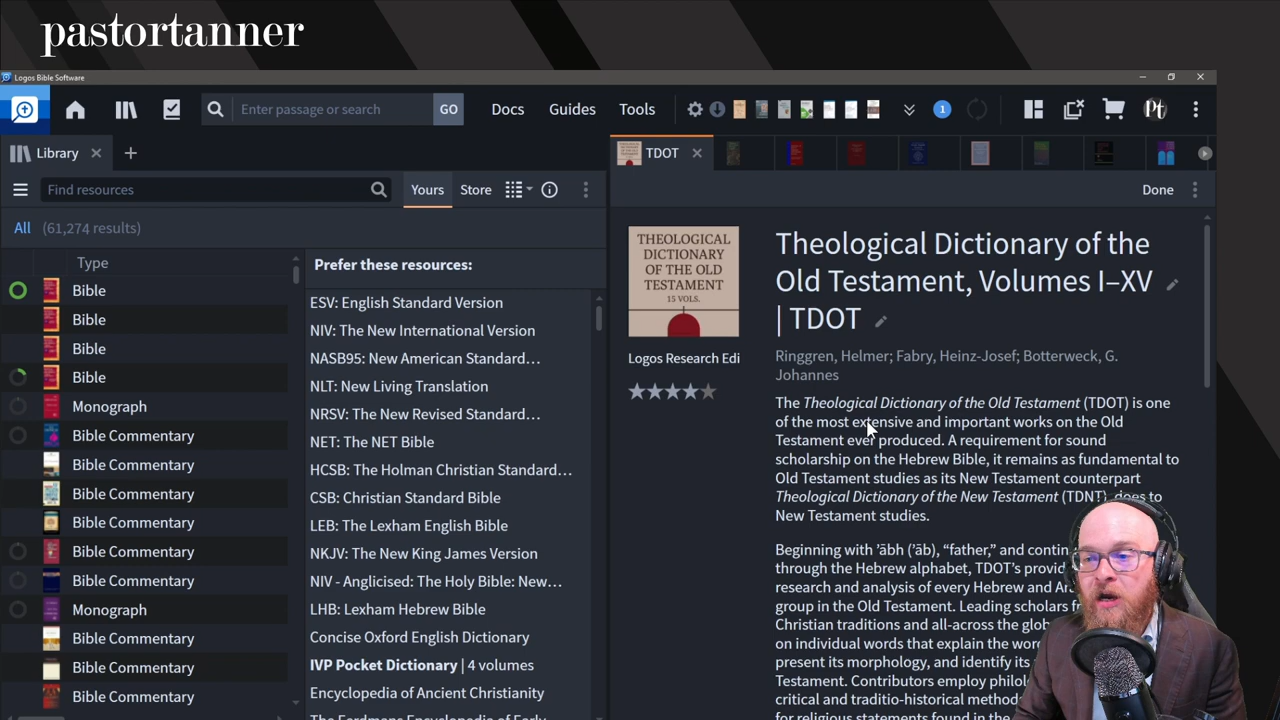 pastortanner
Logos Bible Software
Enter passage or search
GO
Docs
Guides
Tools
1
Pt
Library
TDOT
Find resources
Yours
Store
Done
All (61,274 results)
Type
Bible
Bible
Bible
Bible
Monograph
Bible Commentary
Bible Commentary
Bible Commentary
Bible Commentary
Bible Commentary
Bible Commentary
Monograph
Bible Commentary
Bible Commentary
Bible Commentary
Prefer these resources:
ESV: English Standard Version
NIV: The New International Version
NASB95: New American Standard…
NLT: New Living Translation
NRSV: The New Revised Standard…
NET: The NET Bible
HCSB: The Holman Christian Standard…
CSB: Christian Standard Bible
LEB: The Lexham English Bible
NKJV: The New King James Version
NIV - Anglicised: The Holy Bible: New…
LHB: Lexham Hebrew Bible
Concise Oxford English Dictionary
IVP Pocket Dictionary | 4 volumes
Encyclopedia of Ancient Christianity
THEOLOGICAL
DICTIONARY
OF THE OLD
TESTAMENT
15 VOLS.
Logos Research Edi
Theological Dictionary of the
Old Testament, Volumes I–XV
| TDOT
Ringgren, Helmer; Fabry, Heinz-Josef; Botterweck, G.
Johannes
The Theological Dictionary of the Old Testament (TDOT) is one
of the most extensive and important works on the Old
Testament ever produced. A requirement for sound
scholarship on the Hebrew Bible, it remains as fundamental to
Old Testament studies as its New Testament counterpart
Theological Dictionary of the New Testament (TDNT), does to
New Testament studies.
Beginning with ’ābh (’āb), “father,” and contin
through the Hebrew alphabet, TDOT’s provid
research and analysis of every Hebrew and Ar
group in the Old Testament. Leading scholars fr
Christian traditions and all-across the glob
on individual words that explain the wor
present its morphology, and identify its
Testament. Contributors employ philol
critical and traditio-historical method
for religious statements found in the